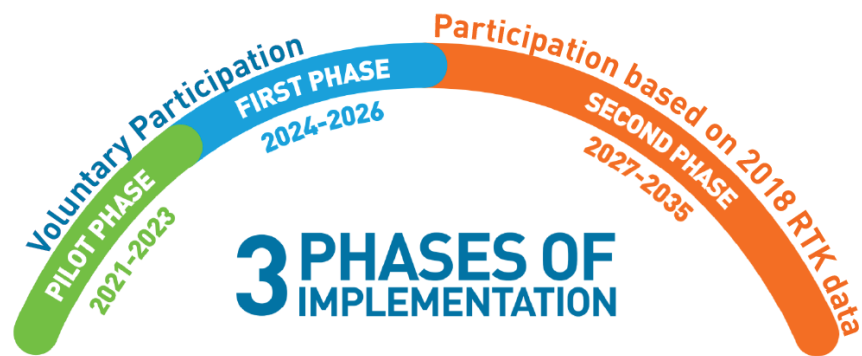 Voluntary Participation
PILOT PHASE
2021-2023
FIRST PHASE
2024-2026
Participation based on 2018 RTK data
SECOND PHASE
2027-2035
3 PHASES OF
IMPLEMENTATION